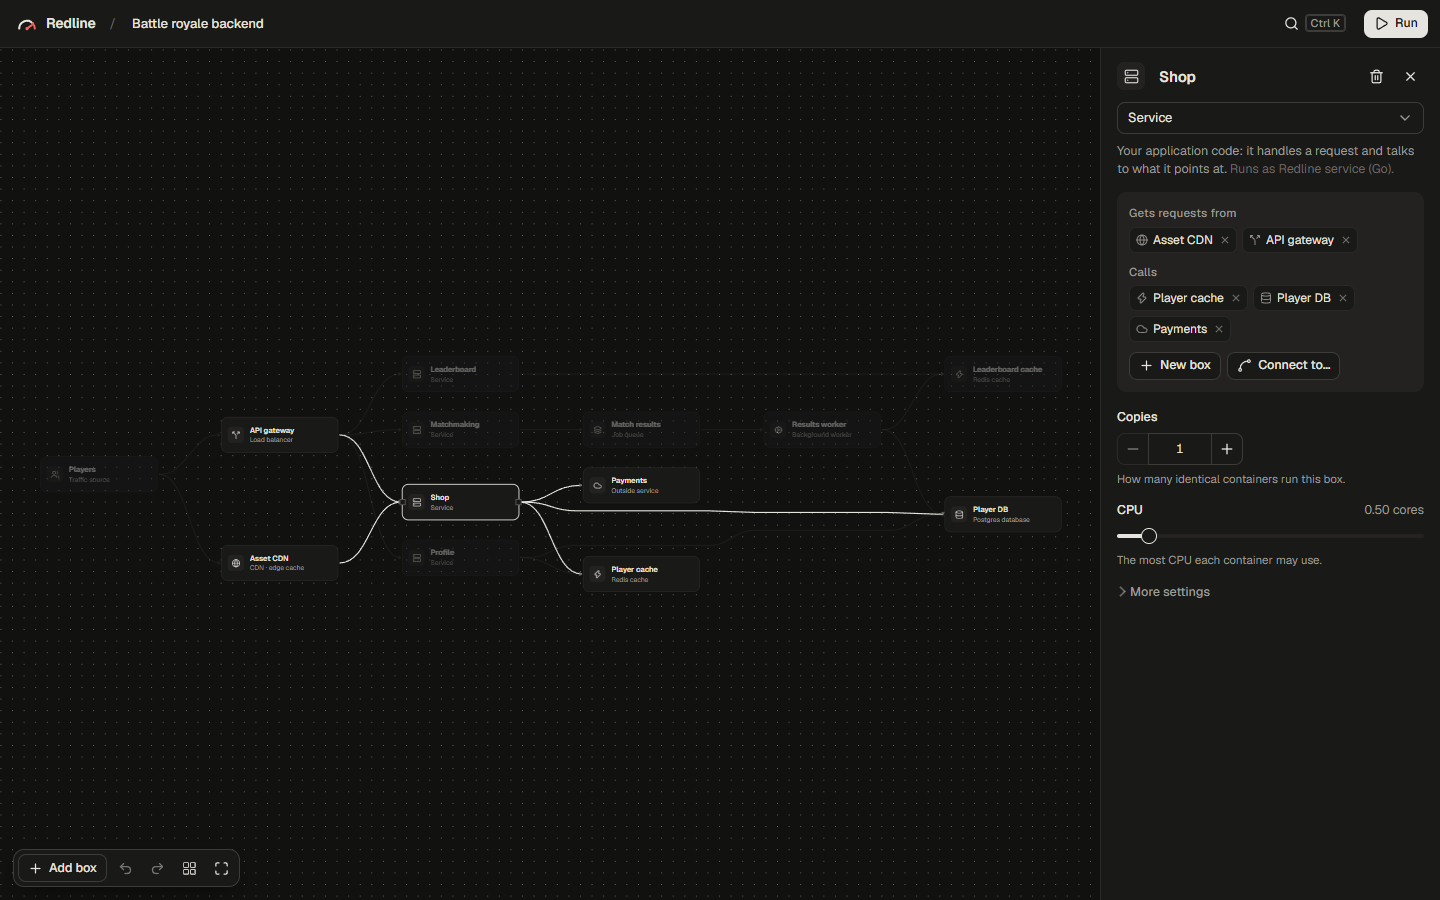 Redline / Battle royale backend
Ctrl K
Run
Shop
Service
Your application code: it handles a request and talks
to what it points at. Runs as Redline service (Go).
Gets requests from
Asset CDN
API gateway
Calls
Player cache
Player DB
Payments
New box
Connect to...
Copies
1
How many identical containers run this box.
CPU
0.50 cores
The most CPU each container may use.
More settings
Leaderboard
Service
Leaderboard cache
Redis cache
API gateway
Load balancer
Matchmaking
Service
Match results
Job queue
Results worker
Background worker
Players
Traffic source
Payments
Outside service
Shop
Service
Player DB
Postgres database
Asset CDN
CDN · edge cache
Profile
Service
Player cache
Redis cache
Add box